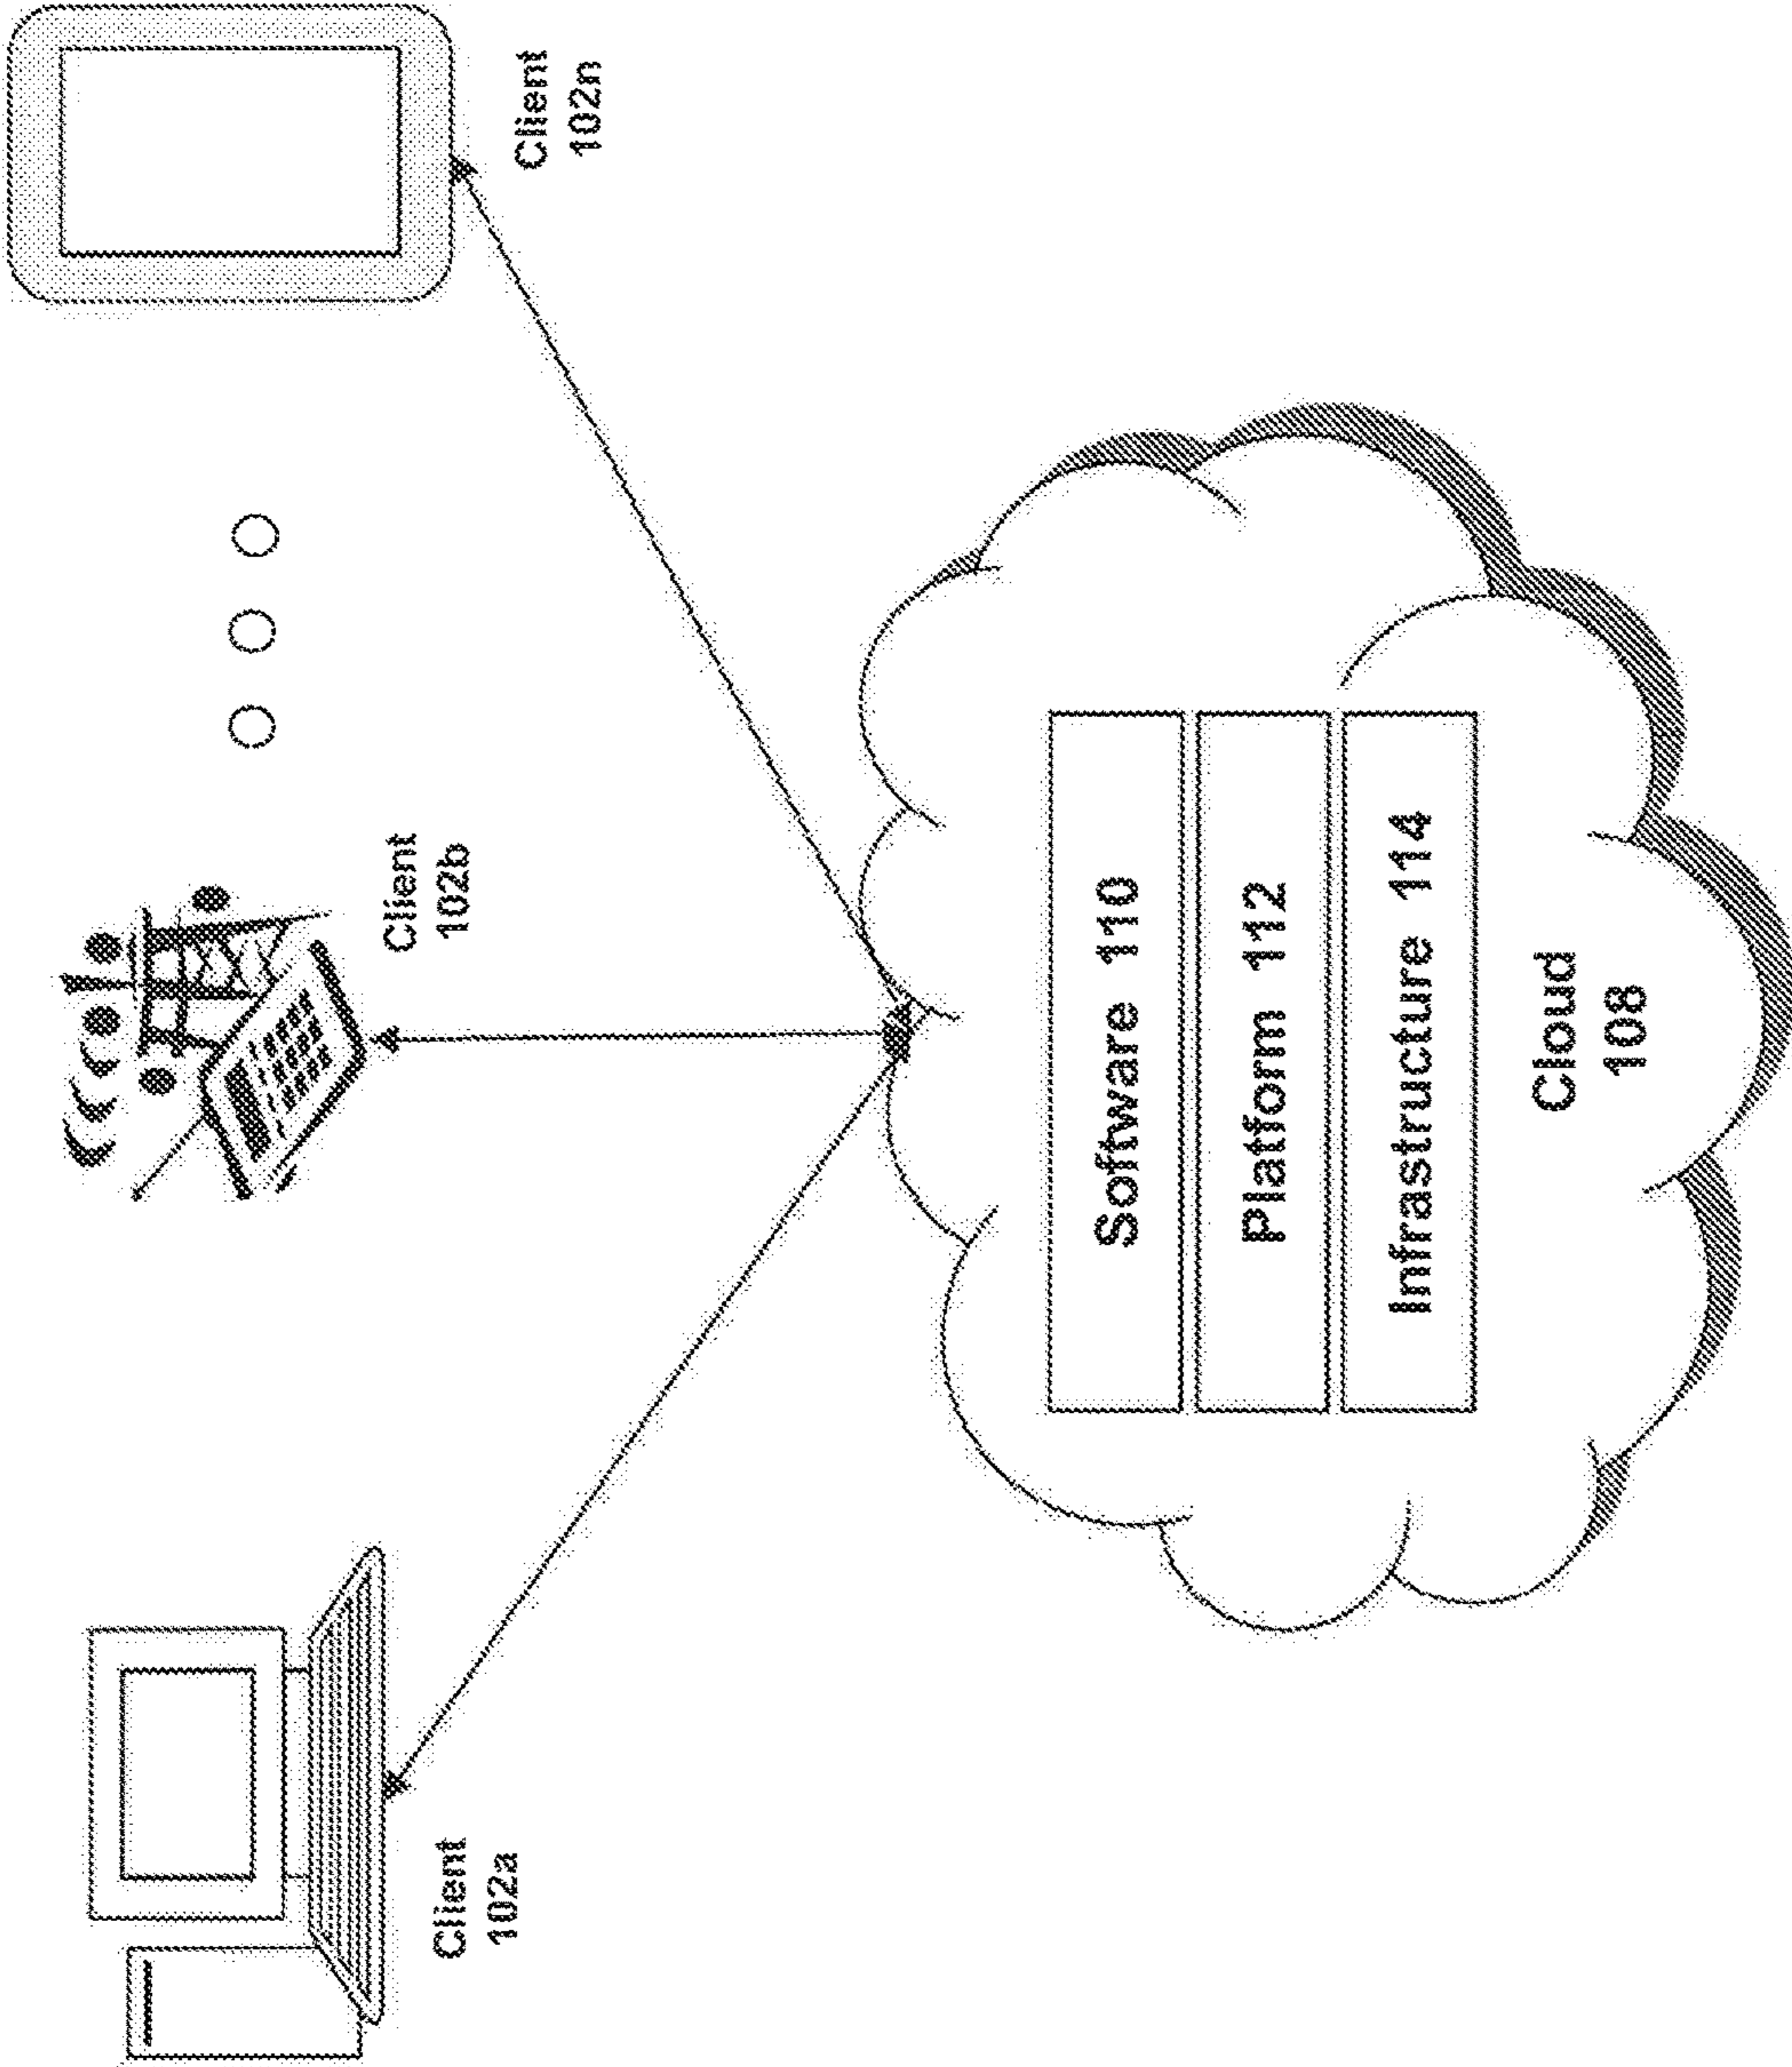 Client
102a
Client
102b
Client
102n
Software 110
Platform 112
Infrastructure 114
Cloud
108